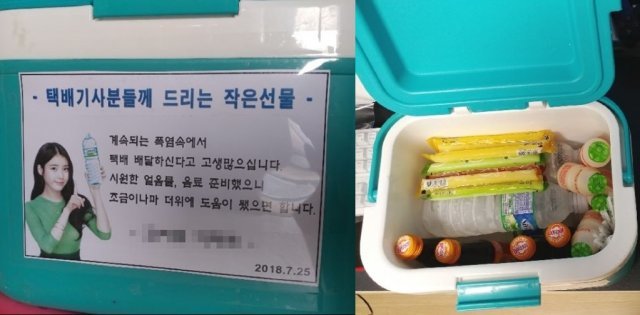 - 택배기사분들께 드리는 작은선물 -
계속되는 폭염속에서
택배 배달하신다고 고생많으십니다.
시원한 얼음물, 음료 준비했으니
조금이나마 더위에 도움이 됐으면 합니다.
2018.7.25